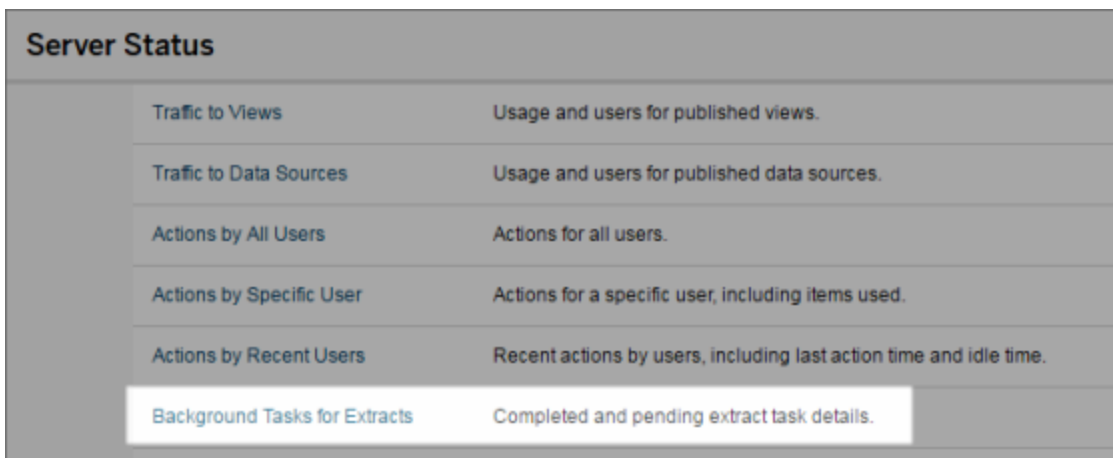 Server Status
Traffic to Views Usage and users for published views.
Traffic to Data Sources Usage and users for published data sources.
Actions by All Users Actions for all users.
Actions by Specific User Actions for a specific user, including items used.
Actions by Recent Users Recent actions by users, including last action time and idle time.
Background Tasks for Extracts Completed and pending extract task details.